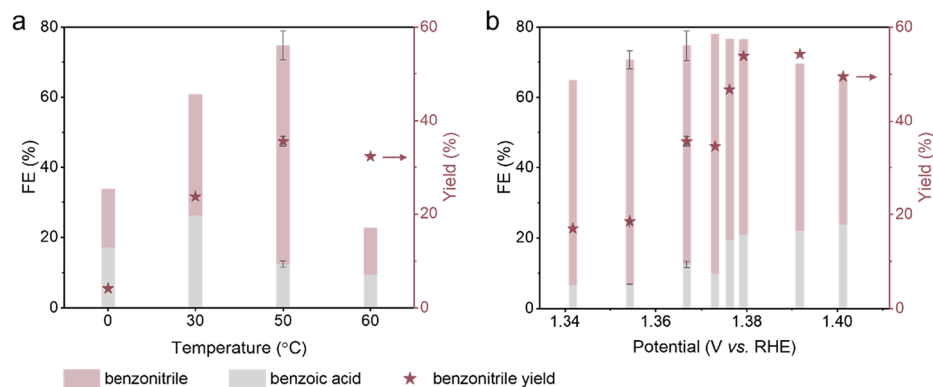 a
80
60
40
20
0
FE (%)
60
40
20
0
Yield (%)
0 30 50 60
Temperature (°C)
b
80
60
40
20
0
FE (%)
60
40
20
0
Yield (%)
1.34 1.36 1.38 1.40
Potential (V vs. RHE)
benzonitrile benzoic acid benzonitrile yield